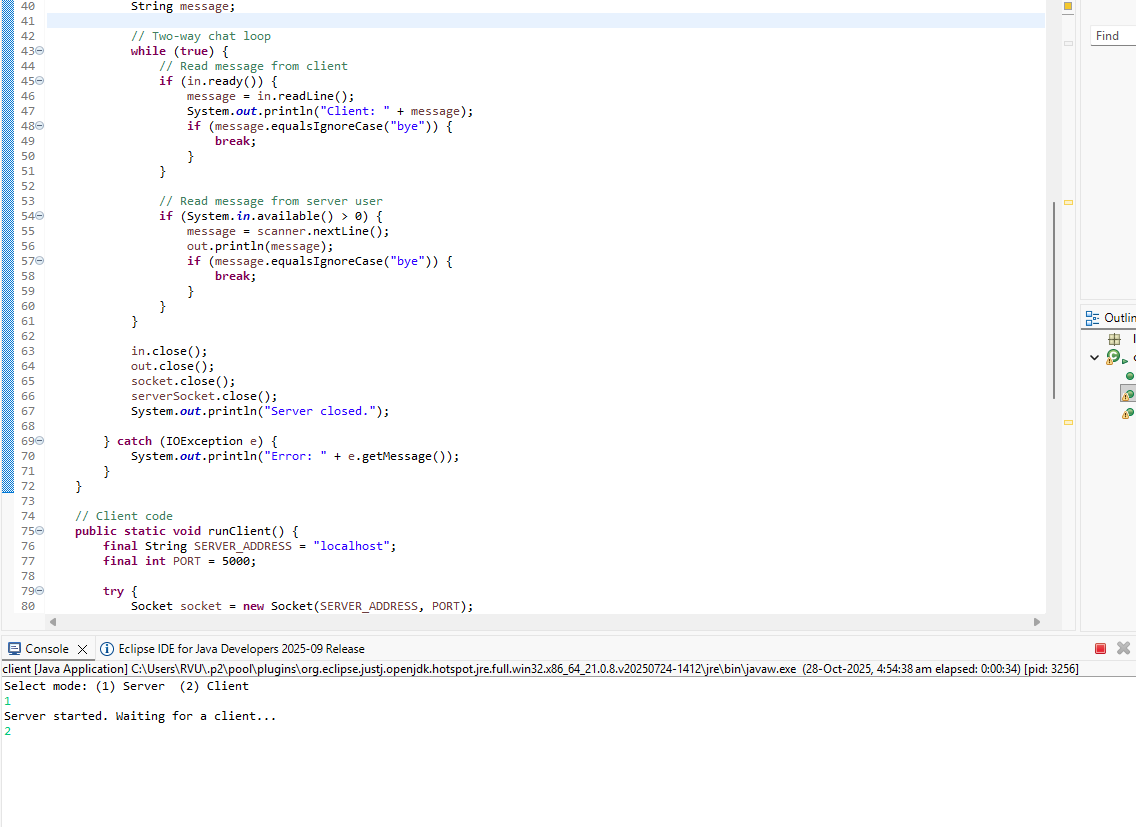 40 String message;
41
42 // Two-way chat loop
43 while (true) {
44 // Read message from client
45 if (in.ready()) {
46 message = in.readLine();
47 System.out.println("Client: " + message);
48 if (message.equalsIgnoreCase("bye")) {
49 break;
50 }
51 }
52
53 // Read message from server user
54 if (System.in.available() > 0) {
55 message = scanner.nextLine();
56 out.println(message);
57 if (message.equalsIgnoreCase("bye")) {
58 break;
59 }
60 }
61 }
62
63 in.close();
64 out.close();
65 socket.close();
66 serverSocket.close();
67 System.out.println("Server closed.");
68
69 } catch (IOException e) {
70 System.out.println("Error: " + e.getMessage());
71 }
72 }
73
74 // Client code
75 public static void runClient() {
76 final String SERVER_ADDRESS = "localhost";
77 final int PORT = 5000;
78
79 try {
80 Socket socket = new Socket(SERVER_ADDRESS, PORT);
Find
Outlin
Console
Eclipse IDE for Java Developers 2025-09 Release
client [Java Application] C:\Users\RVU\.p2\pool\plugins\org.eclipse.justj.openjdk.hotspot.jre.full.win32.x86_64_21.0.8.v20250724-1412\jre\bin\javaw.exe (28-Oct-2025, 4:54:38 am elapsed: 0:00:34) [pid: 3256]
Select mode: (1) Server (2) Client
1
Server started. Waiting for a client...
2